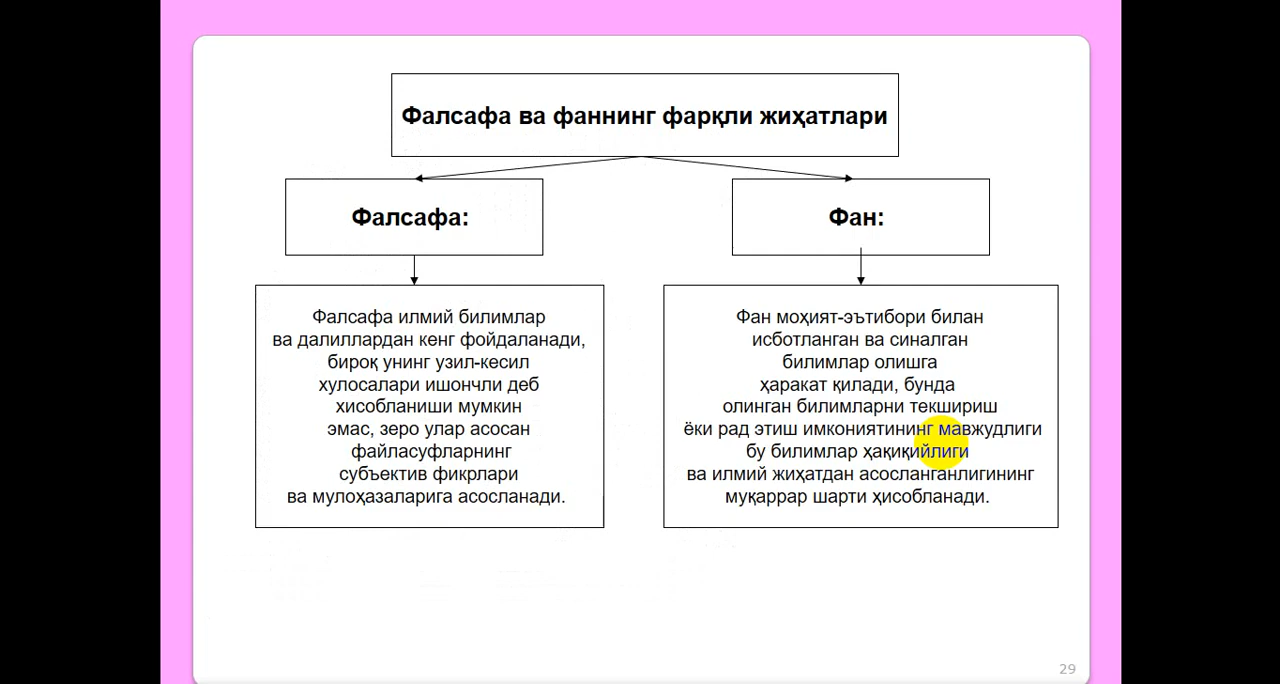 Фалсафа ва фаннинг фарқли жиҳатлари
Фалсафа:
Фан:
Фалсафа илмий билимлар
ва далиллардан кенг фойдаланади,
бироқ унинг узил-кесил
хулосалари ишончли деб
хисобланиши мумкин
эмас, зеро улар асосан
файласуфларнинг
субъектив фикрлари
ва мулоҳазаларига асосланади.
Фан моҳият-эътибори билан
исботланган ва синалган
билимлар олишга
ҳаракат қилади, бунда
олинган билимларни текшириш
ёки рад этиш имкониятининг мавжудлиги
бу билимлар ҳақиқийлиги
ва илмий жиҳатдан асосланганлигининг
муқаррар шарти ҳисобланади.
29